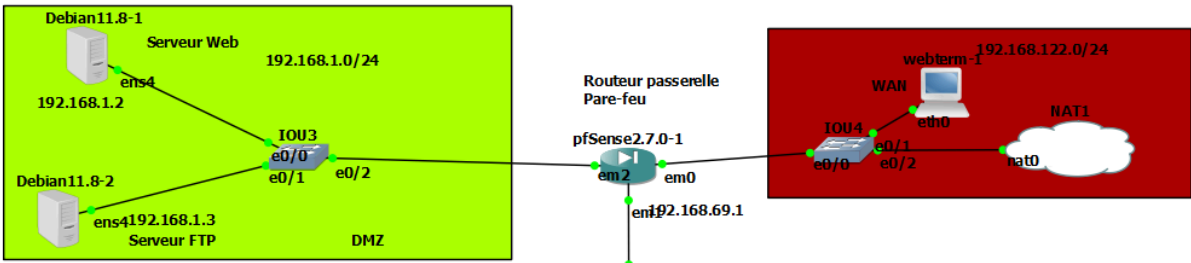 Debian11.8-1
Serveur Web
192.168.1.0/24
ens4
192.168.1.2
IOU3
e0/0
e0/1
e0/2
Debian11.8-2
ens4
192.168.1.3
Serveur FTP
DMZ
Routeur passerelle
Pare-feu
pfSense2.7.0-1
em2
em0
em1
192.168.69.1
192.168.122.0/24
webterm-1
WAN
eth0
NAT1
IOU4
e0/0
e0/1
e0/2
nat0